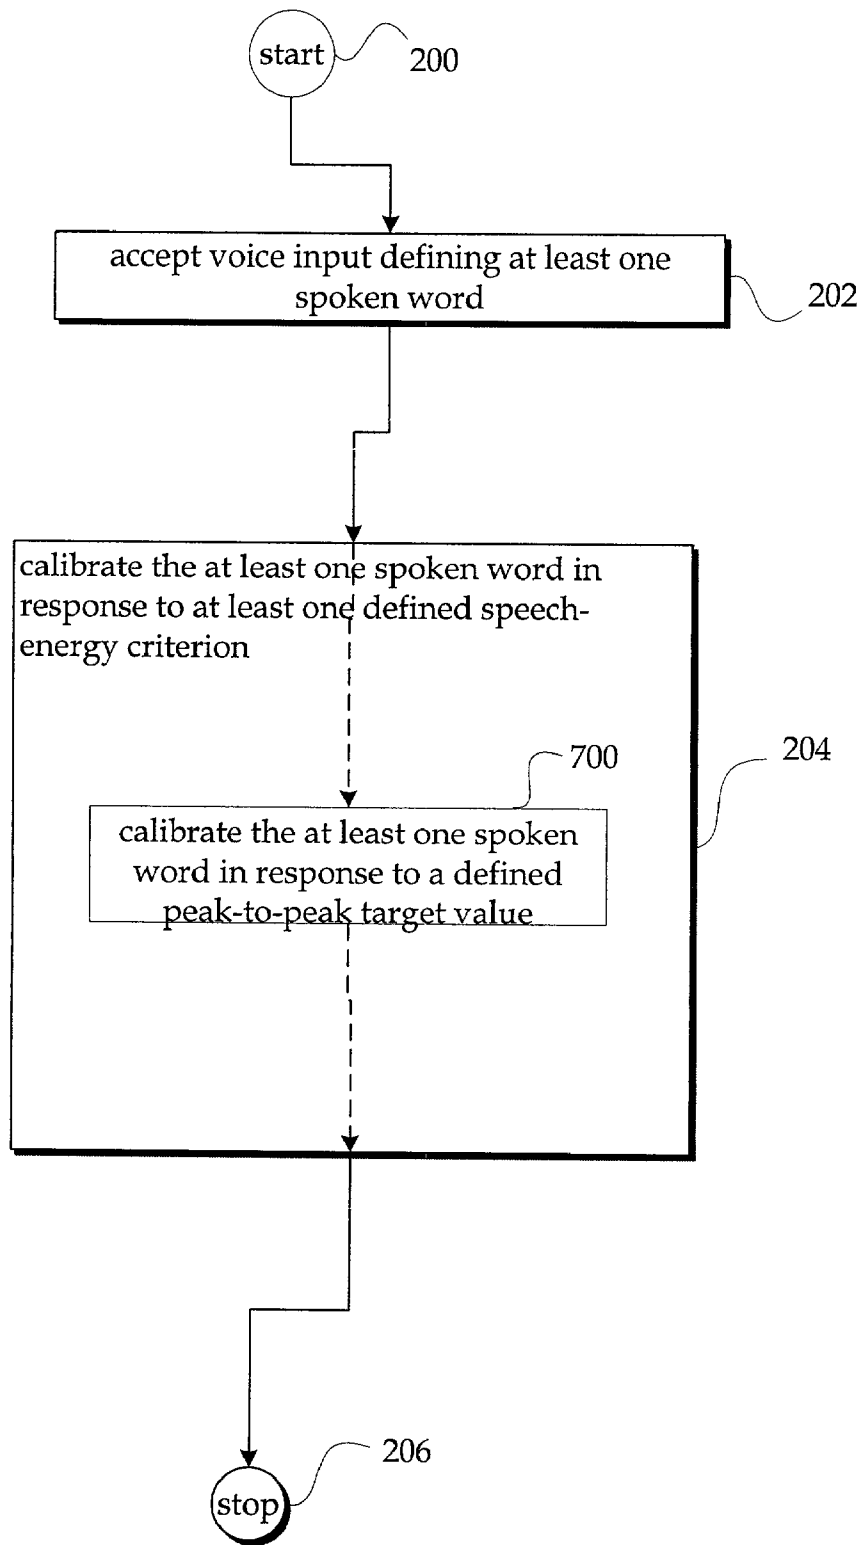 start
200
accept voice input defining at least one
spoken word
202
calibrate the at least one spoken word in
response to at least one defined speech-
energy criterion
700
204
calibrate the at least one spoken
word in response to a defined
peak-to-peak target value
206
stop